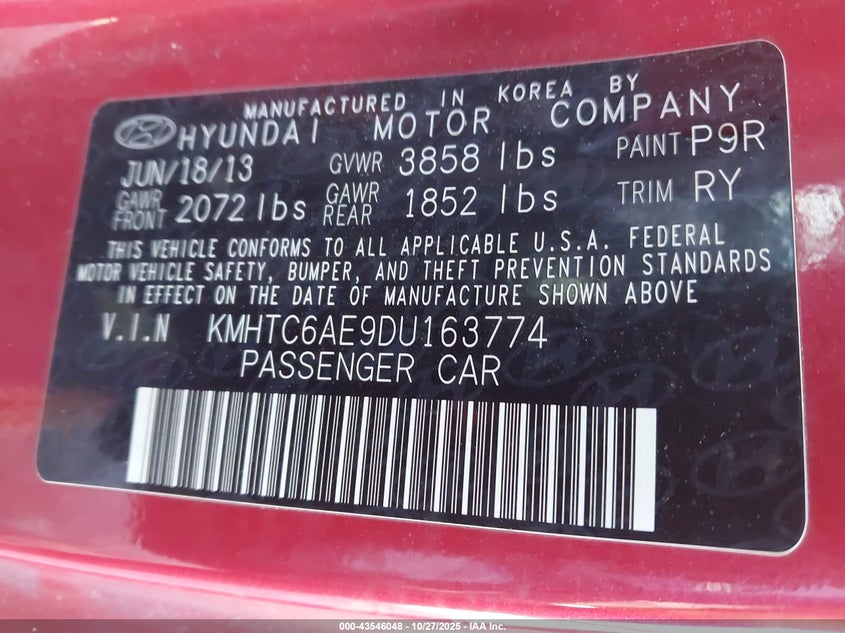 MANUFACTURED IN KOREA BY
HYUNDAI MOTOR COMPANY
JUN/18/13 GVWR 3858 lbs PAINT P9R
GAWR FRONT 2072 lbs GAWR REAR 1852 lbs TRIM RY
THIS VEHICLE CONFORMS TO ALL APPLICABLE U.S.A. FEDERAL
MOTOR VEHICLE SAFETY, BUMPER, AND THEFT PREVENTION STANDARDS
IN EFFECT ON THE DATE OF MANUFACTURE SHOWN ABOVE
V.I.N KMHTC6AE9DU163774
PASSENGER CAR
000-43546048 - 10/27/2025 - IAA Inc.